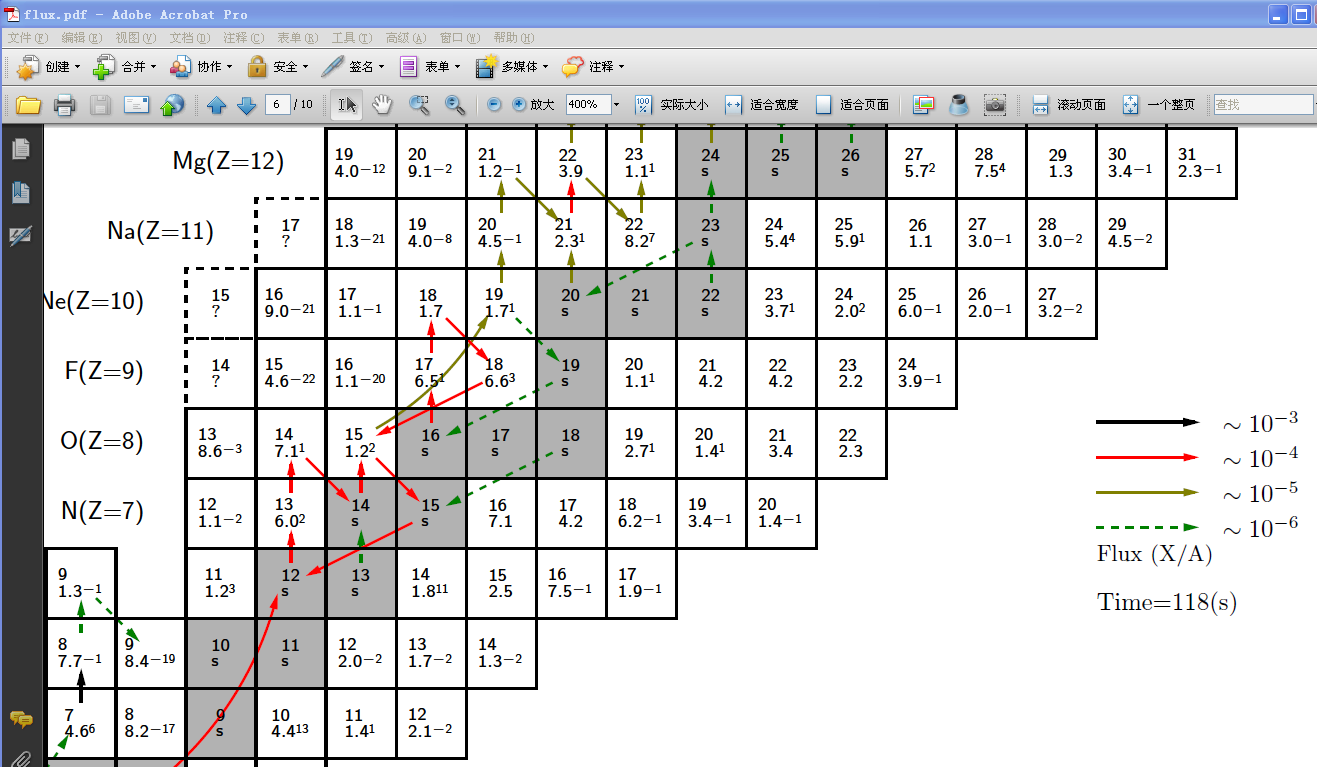 flux.pdf - Adobe Acrobat Pro
文件(F) 编辑(E) 视图(V) 文档(D) 注释(C) 表单(R) 工具(T) 高级(A) 窗口(W) 帮助(H)
创建 合并 协作 安全 签名 表单 多媒体 注释
6 / 10 放大 400% 实际大小 适合宽度 适合页面 滚动页面 一个整页 查找
Mg(Z=12)
19 20 21 22 23 24 25 26 27 28 29 30 31
4.0−12 9.1−2 1.2−1 3.9 1.1¹ s s s 5.7² 7.5⁴ 1.3 3.4−1 2.3−1
Na(Z=11)
17 18 19 20 21 22 23 24 25 26 27 28 29
? 1.3−21 4.0−8 4.5−1 2.3¹ 8.2⁷ s 5.4⁴ 5.9¹ 1.1 3.0−1 3.0−2 4.5−2
Ne(Z=10)
15 16 17 18 19 20 21 22 23 24 25 26 27
? 9.0−21 1.1−1 1.7 1.7¹ s s s 3.7¹ 2.0² 6.0−1 2.0−1 3.2−2
F(Z=9)
14 15 16 17 18 19 20 21 22 23 24
? 4.6−22 1.1−20 6.5¹ 6.6³ s 1.1¹ 4.2 4.2 2.2 3.9−1
O(Z=8)
13 14 15 16 17 18 19 20 21 22
8.6−3 7.1¹ 1.2² s s s 2.7¹ 1.4¹ 3.4 2.3
N(Z=7)
12 13 14 15 16 17 18 19 20
1.1−2 6.0² s s 7.1 4.2 6.2−1 3.4−1 1.4−1
9 11 12 13 14 15 16 17
1.3−1 1.2³ s s 1.8¹¹ 2.5 7.5−1 1.9−1
8 9 10 11 12 13 14
7.7−1 8.4−19 s s 2.0−2 1.7−2 1.3−2
7 8 9 10 11 12
4.6⁶ 8.2−17 s 4.4¹³ 1.4¹ 2.1−2
∼ 10−3
∼ 10−4
∼ 10−5
∼ 10−6
Flux (X/A)
Time=118(s)